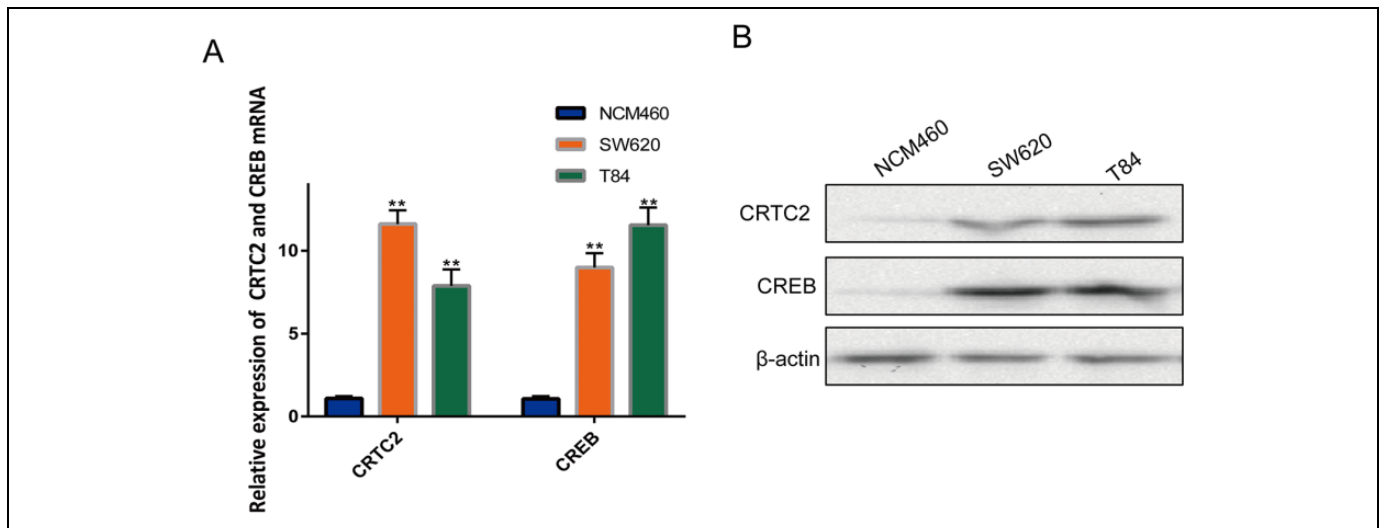 A
Relative expression of CRTC2 and CREB mRNA
NCM460
SW620
T84
10
5
0
**
**
**
**
CRTC2
CREB
B
NCM460
SW620
T84
CRTC2
CREB
β-actin